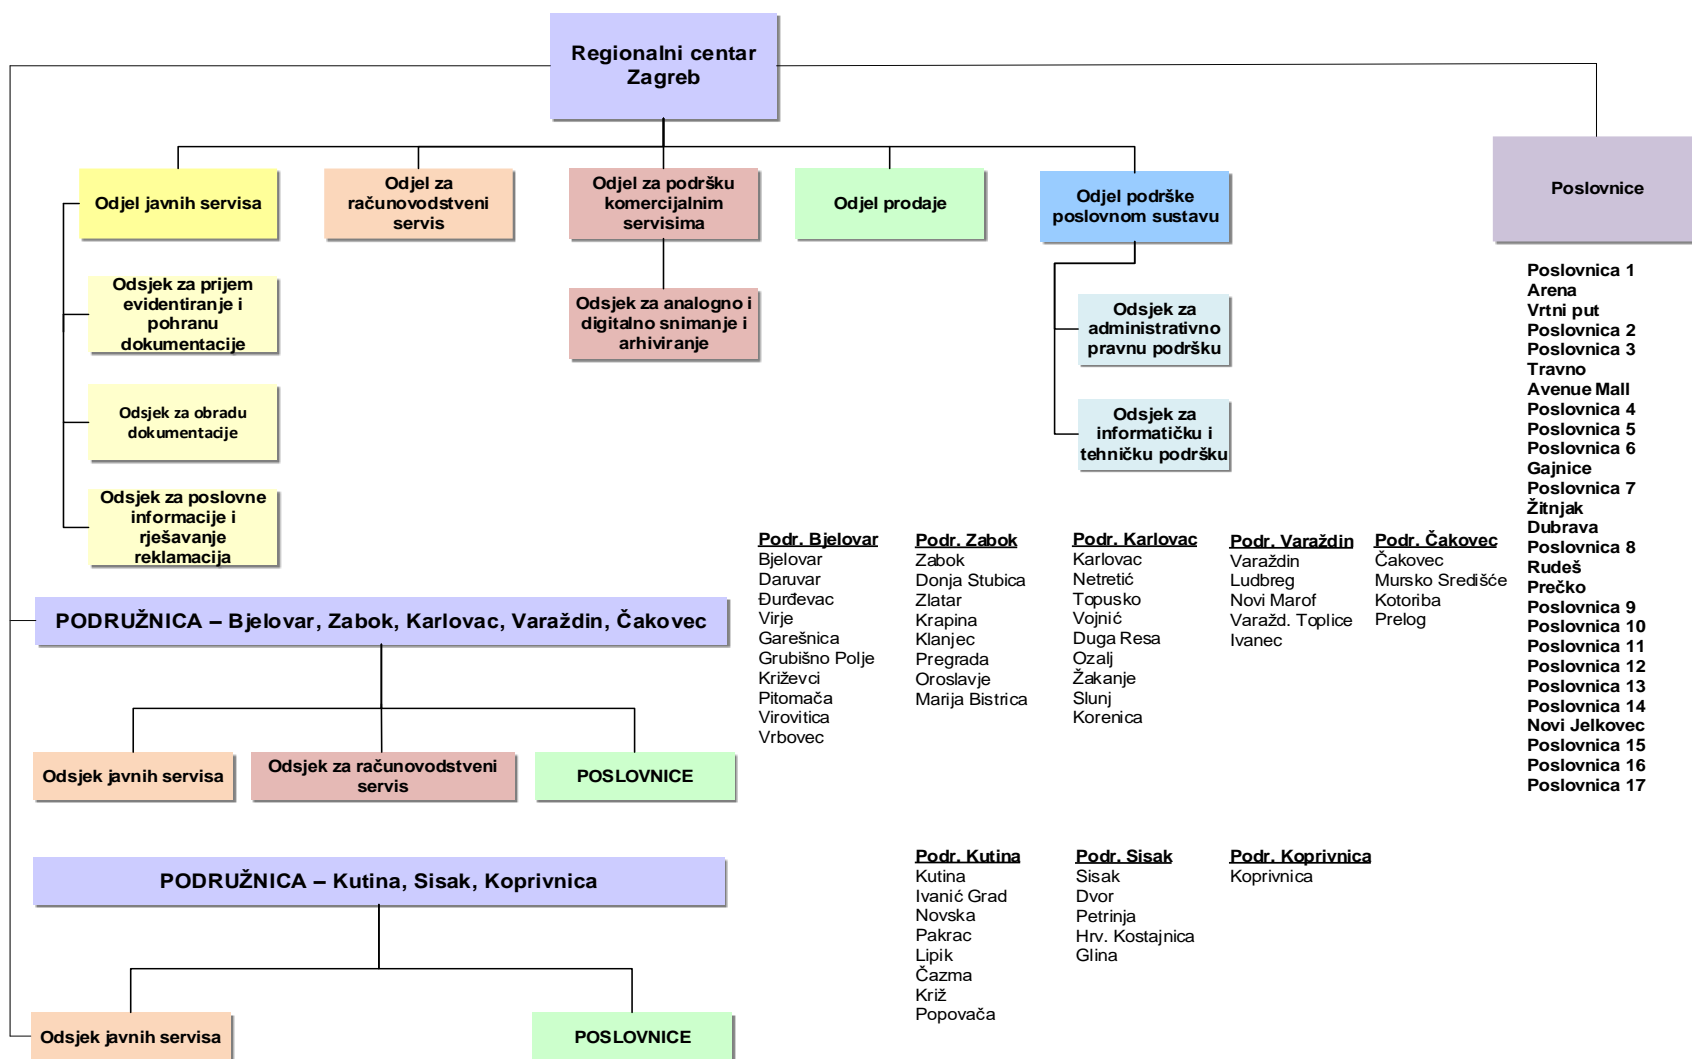 Regionalni centar
Zagreb
Odjel javnih servisa
Odjel za
računovodstveni
servis
Odjel za podršku
komercijalnim
servisima
Odjel prodaje
Odjel podrške
poslovnom sustavu
Poslovnice
Odsjek za prijem
evidentiranje i
pohranu
dokumentacije
Odsjek za obradu
dokumentacije
Odsjek za poslovne
informacije i
rješavanje
reklamacija
Odsjek za analogno i
digitalno snimanje i
arhiviranje
Odsjek za
administrativno
pravnu podršku
Odsjek za
informatičku i
tehničku podršku
Poslovnica 1
Arena
Vrtni put
Poslovnica 2
Poslovnica 3
Travno
Avenue Mall
Poslovnica 4
Poslovnica 5
Poslovnica 6
Gajnice
Poslovnica 7
Žitnjak
Dubrava
Poslovnica 8
Rudeš
Prečko
Poslovnica 9
Poslovnica 10
Poslovnica 11
Poslovnica 12
Poslovnica 13
Poslovnica 14
Novi Jelkovec
Poslovnica 15
Poslovnica 16
Poslovnica 17
PODRUŽNICA – Bjelovar, Zabok, Karlovac, Varaždin, Čakovec
Odsjek javnih servisa
Odsjek za računovodstveni
servis
POSLOVNICE
Podr. Bjelovar
Bjelovar
Daruvar
Đurđevac
Virje
Garešnica
Grubišno Polje
Križevci
Pitomača
Virovitica
Vrbovec
Podr. Zabok
Zabok
Donja Stubica
Zlatar
Krapina
Klanjec
Pregrada
Oroslavje
Marija Bistrica
Podr. Karlovac
Karlovac
Netretić
Topusko
Vojnić
Duga Resa
Ozalj
Žakanje
Slunj
Korenica
Podr. Varaždin
Varaždin
Ludbreg
Novi Marof
Varažd. Toplice
Ivanec
Podr. Čakovec
Čakovec
Mursko Središće
Kotoriba
Prelog
PODRUŽNICA – Kutina, Sisak, Koprivnica
Odsjek javnih servisa
POSLOVNICE
Podr. Kutina
Kutina
Ivanić Grad
Novska
Pakrac
Lipik
Čazma
Križ
Popovača
Podr. Sisak
Sisak
Dvor
Petrinja
Hrv. Kostajnica
Glina
Podr. Koprivnica
Koprivnica